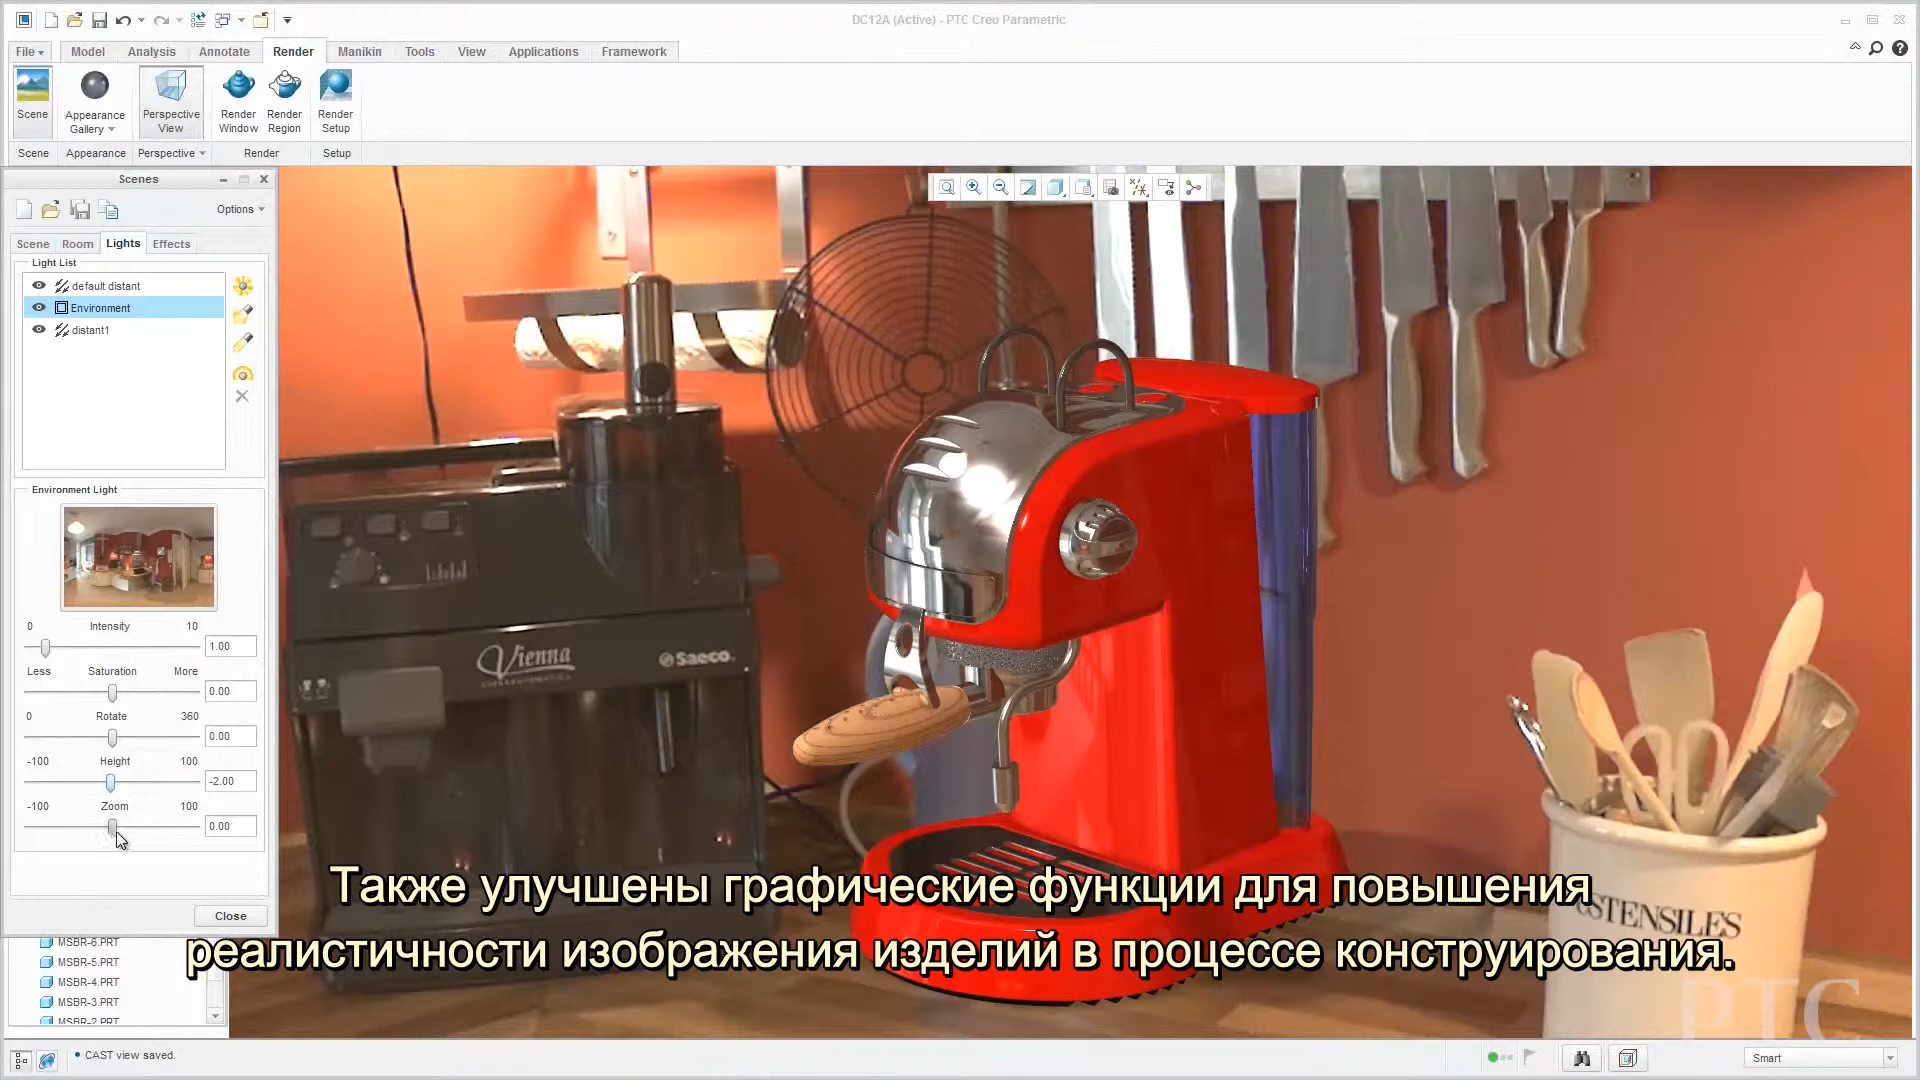 DC12A (Active) - PTC Creo Parametric
File
Model
Analysis
Annotate
Render
Manikin
Tools
View
Applications
Framework
Scene
Appearance
Gallery
Perspective
View
Render
Window
Render
Region
Render
Setup
Scene
Appearance
Perspective
Render
Setup
Scenes
Options
Scene
Room
Lights
Effects
Light List
default distant
Environment
distant1
Environment Light
0 Intensity 10
1.00
Less Saturation More
0.00
0 Rotate 360
0.00
-100 Height 100
-2.00
-100 Zoom 100
0.00
Close
MSBR-6.PRT
MSBR-5.PRT
MSBR-4.PRT
MSBR-3.PRT
MSBR-2.PRT
Vienna
Saeco
Также улучшены графические функции для повышения
реалистичности изображения изделий в процессе конструирования.
STENSILES
PTC
CAST view saved.
Smart